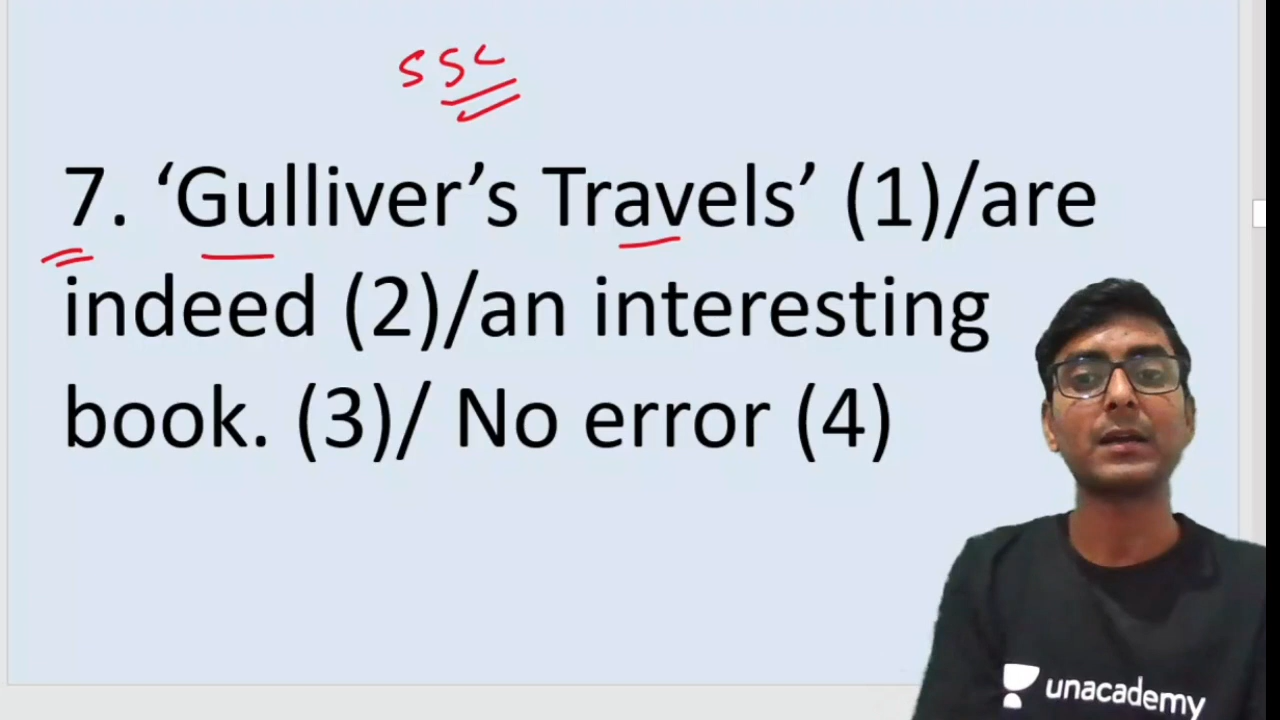 SSC
7. ‘Gulliver’s Travels’ (1)/are
indeed (2)/an interesting
book. (3)/ No error (4)
unacademy